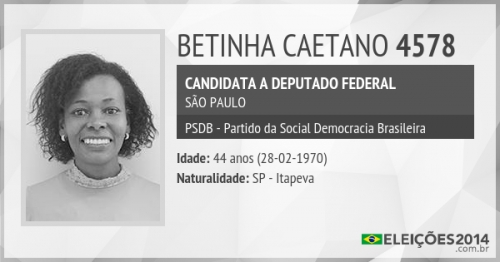 BETINHA CAETANO 4578
CANDIDATA A DEPUTADO FEDERAL
SÃO PAULO
PSDB - Partido da Social Democracia Brasileira
Idade: 44 anos (28-02-1970)
Naturalidade: SP - Itapeva
ELEIÇÕES2014
.com.br